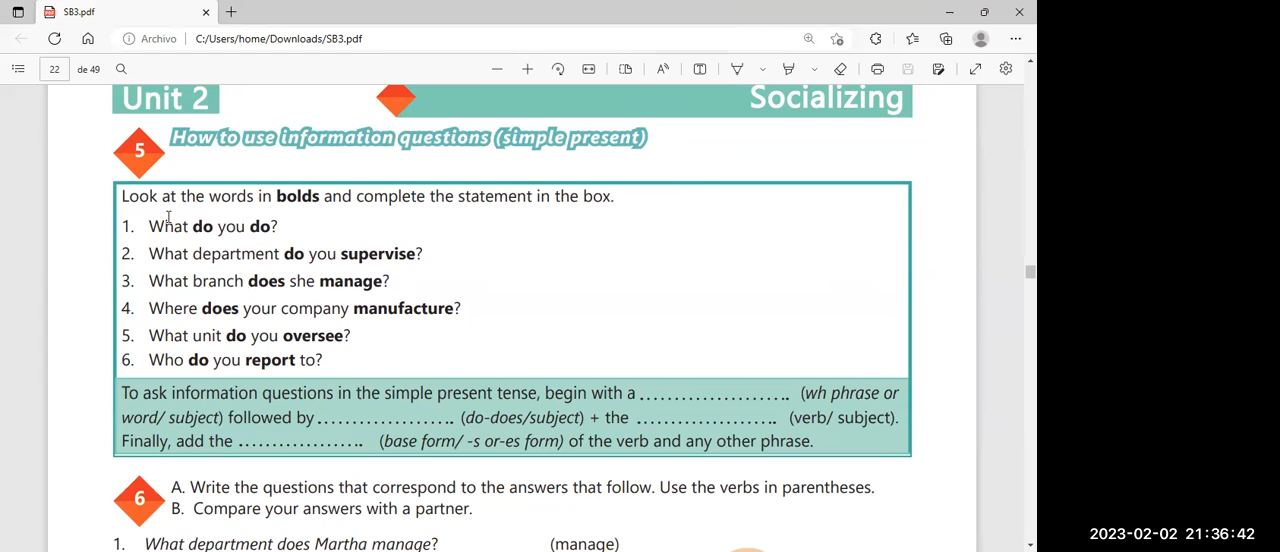 SB3.pdf
Archivo | C:/Users/home/Downloads/SB3.pdf
22 de 49
Unit 2 Socializing
5 How to use information questions (simple present)
Look at the words in bolds and complete the statement in the box.
1. What do you do?
2. What department do you supervise?
3. What branch does she manage?
4. Where does your company manufacture?
5. What unit do you oversee?
6. Who do you report to?
To ask information questions in the simple present tense, begin with a ...................... (wh phrase or
word/ subject) followed by .................... (do-does/subject) + the .................... (verb/ subject).
Finally, add the .................. (base form/ -s or-es form) of the verb and any other phrase.
6 A. Write the questions that correspond to the answers that follow. Use the verbs in parentheses.
B. Compare your answers with a partner.
1. What department does Martha manage? (manage)
2023-02-02 21:36:42